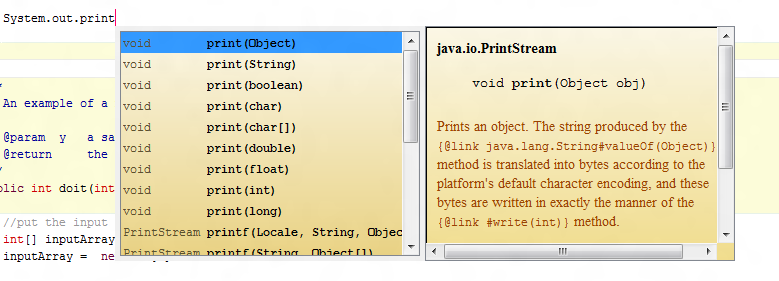 System.out.print
void print(Object)
void print(String)
void print(boolean)
void print(char)
void print(char[])
void print(double)
void print(float)
void print(int)
void print(long)
PrintStream printf(Locale, String, Objec
PrintStream printf(String, Object[])
java.io.PrintStream
void print(Object obj)
Prints an object. The string produced by the
{@link java.lang.String#valueOf(Object)}
method is translated into bytes according to the
platform's default character encoding, and these
bytes are written in exactly the manner of the
{@link #write(int)} method.
An example of a
@param y a sa
@return the
lic int doit(int
//put the input
int[] inputArray
inputArray = ne